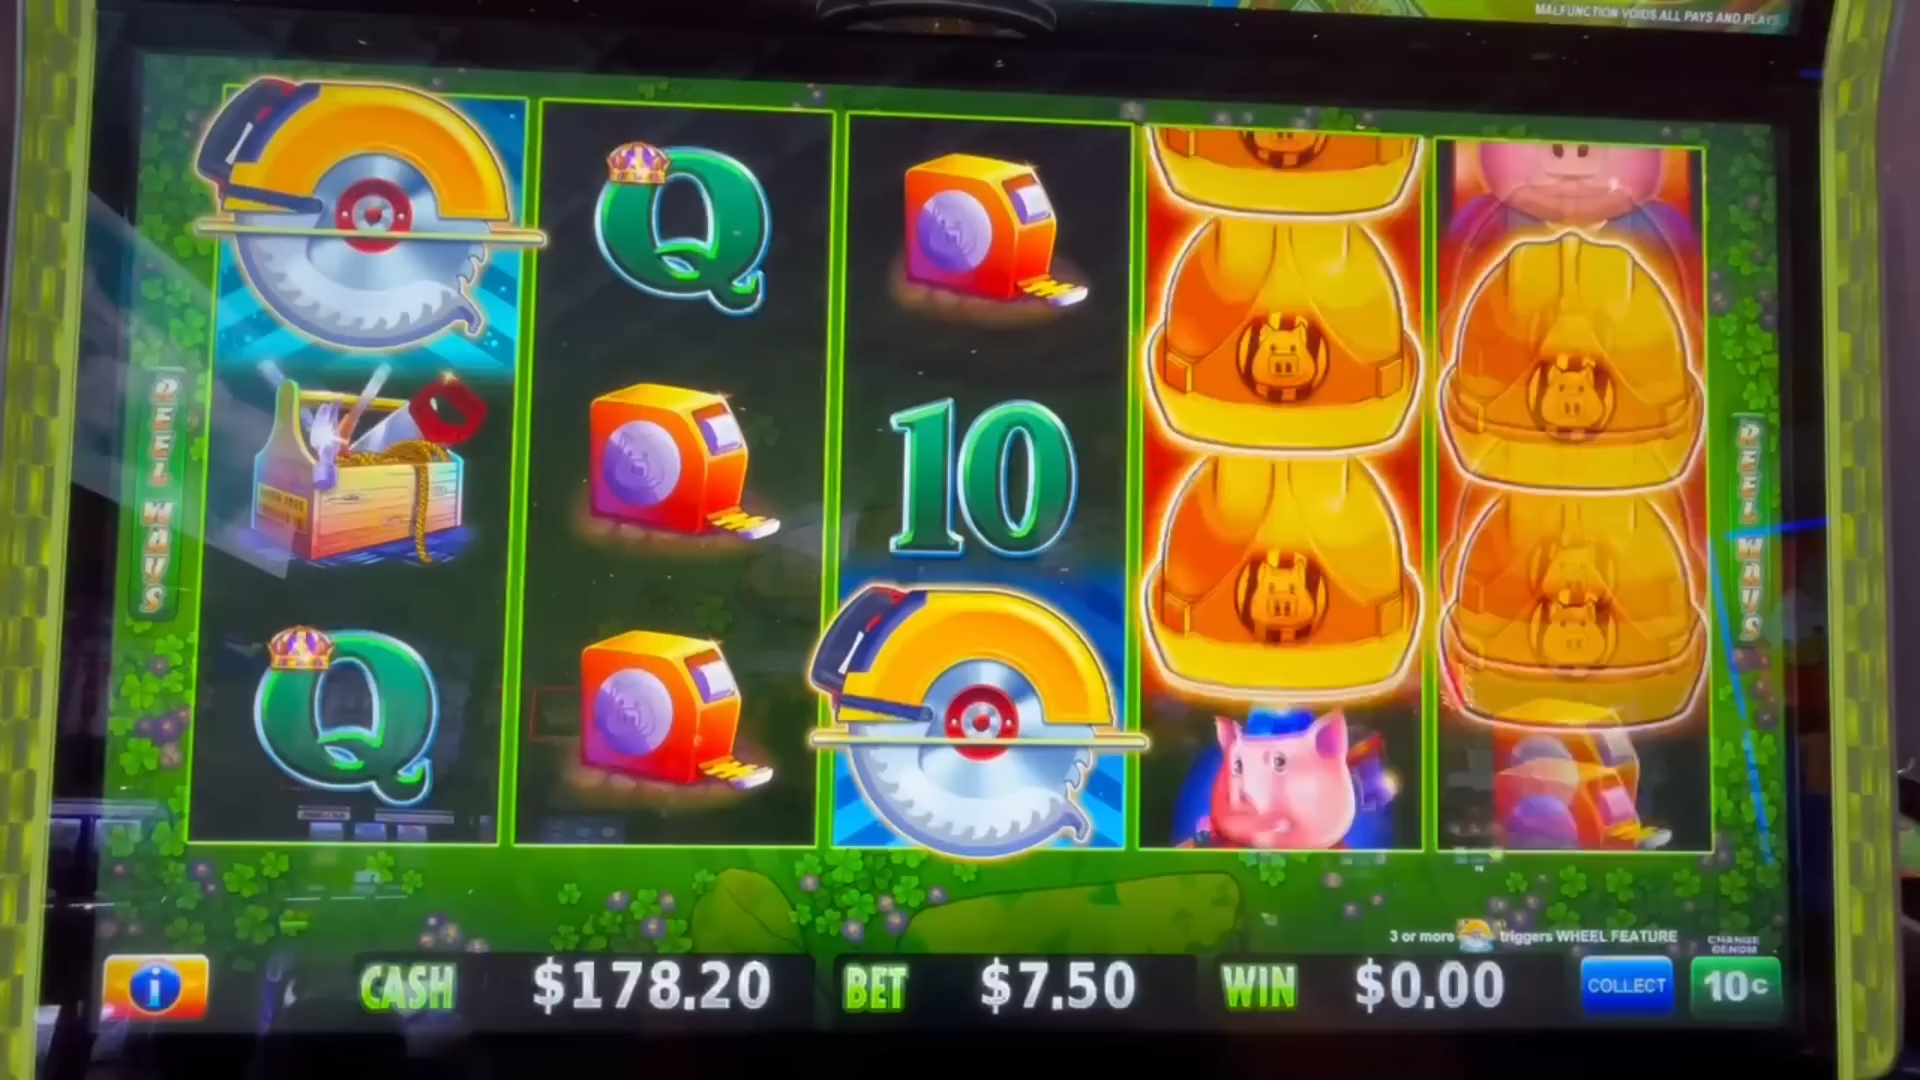 MALFUNCTION VOIDS ALL PAYS AND PLAYS
Q
REEL WAYS
10
REEL WAYS
Q
3 or more triggers WHEEL FEATURE
CHANGE
DENOM
i
CASH $178.20 BET $7.50 WIN $0.00
COLLECT
10¢